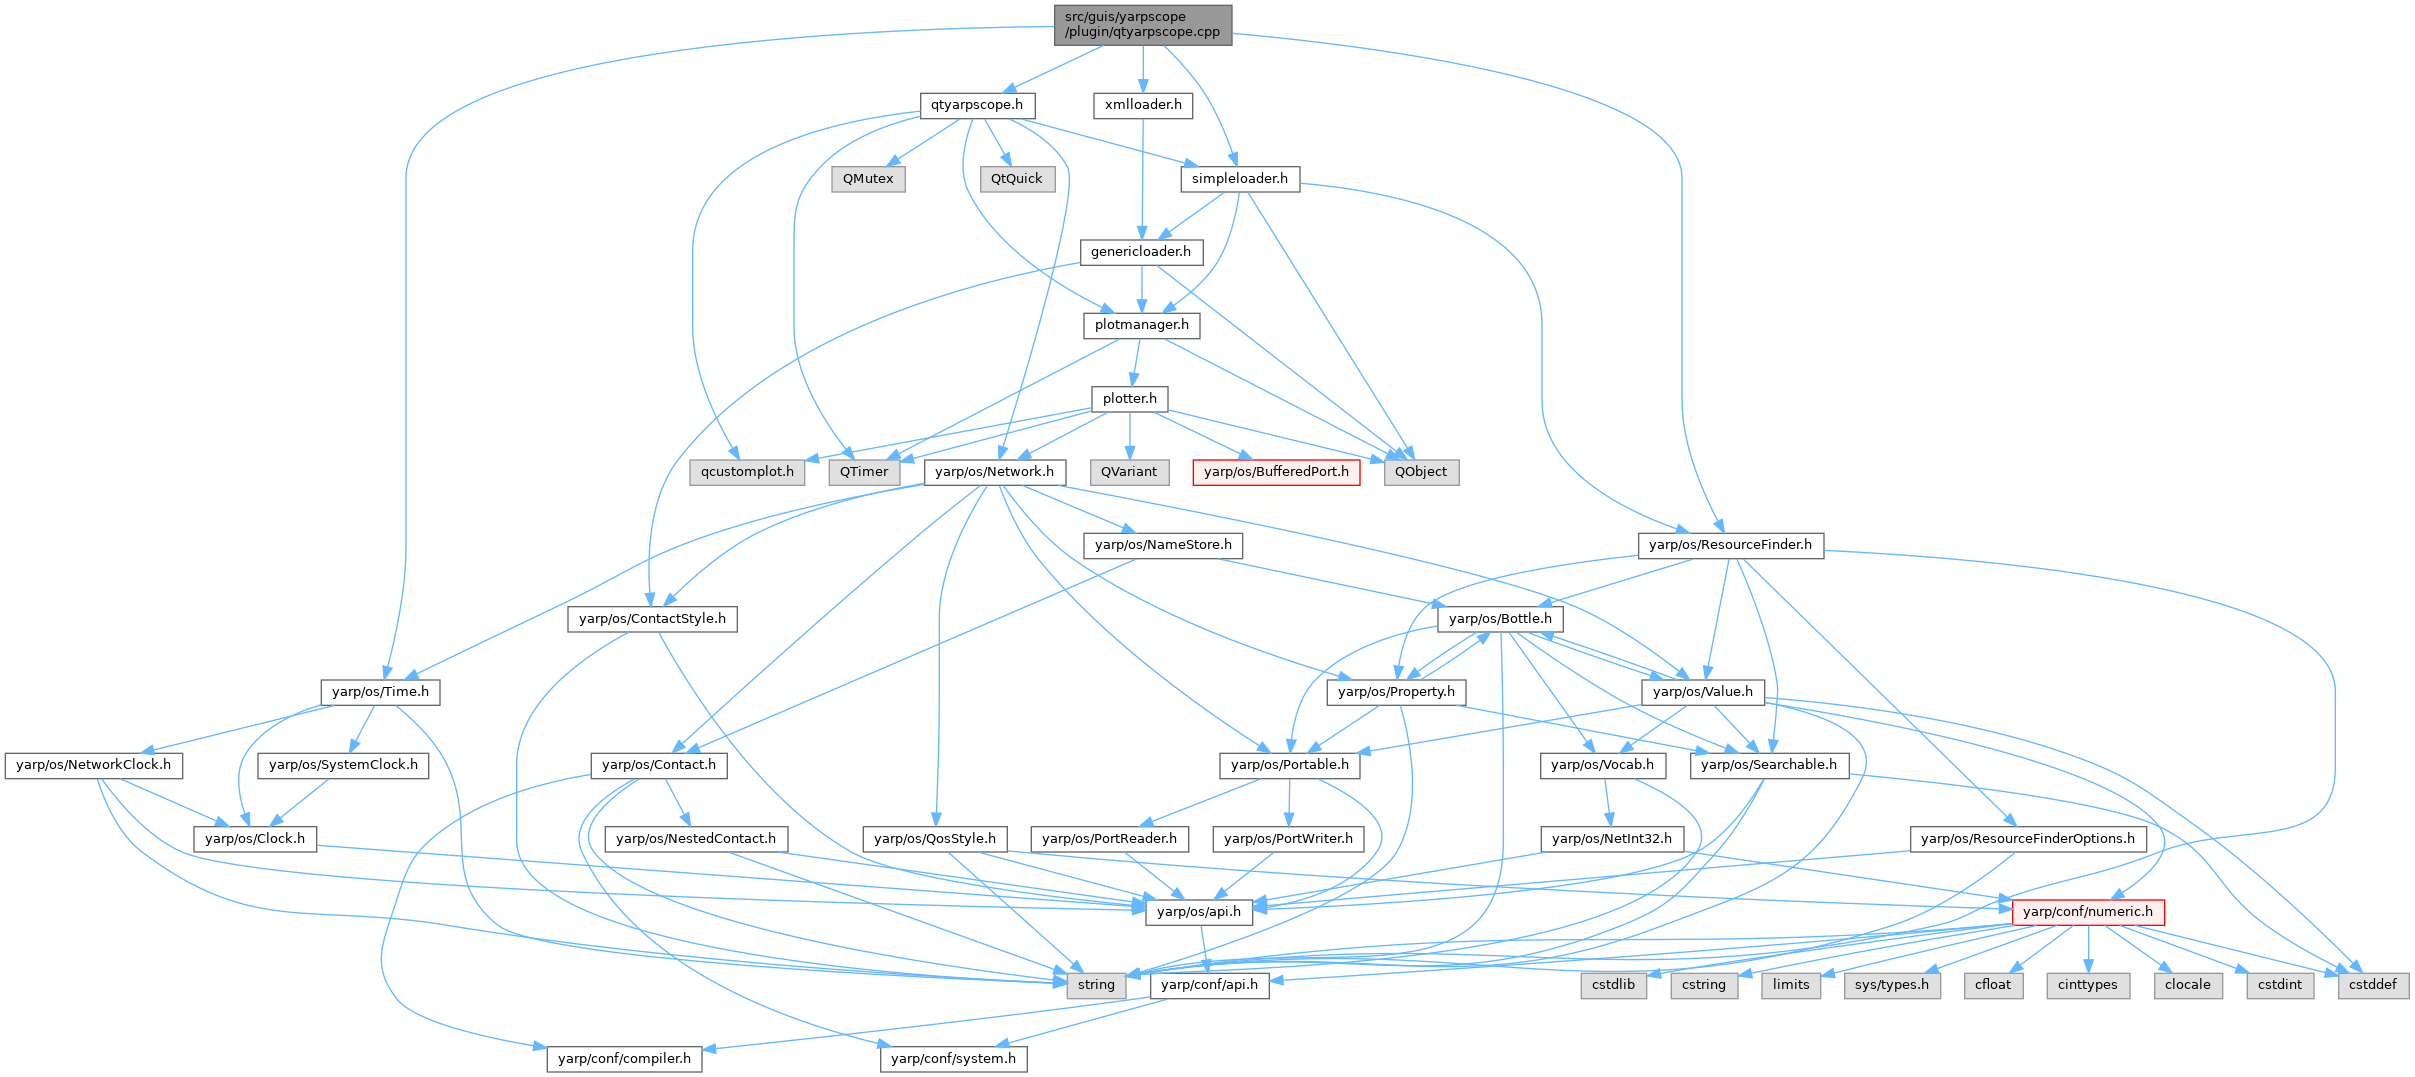 src/guis/yarpscope
/plugin/qtyarpscope.cpp
qtyarpscope.h
xmlloader.h
QMutex
QtQuick
simpleloader.h
genericloader.h
plotmanager.h
plotter.h
qcustomplot.h
QTimer
yarp/os/Network.h
QVariant
yarp/os/BufferedPort.h
QObject
yarp/os/NameStore.h
yarp/os/ResourceFinder.h
yarp/os/ContactStyle.h
yarp/os/Bottle.h
yarp/os/Time.h
yarp/os/Property.h
yarp/os/Value.h
yarp/os/NetworkClock.h
yarp/os/SystemClock.h
yarp/os/Contact.h
yarp/os/Portable.h
yarp/os/Vocab.h
yarp/os/Searchable.h
yarp/os/Clock.h
yarp/os/NestedContact.h
yarp/os/QosStyle.h
yarp/os/PortReader.h
yarp/os/PortWriter.h
yarp/os/NetInt32.h
yarp/os/ResourceFinderOptions.h
yarp/os/api.h
yarp/conf/numeric.h
string
yarp/conf/api.h
cstdlib
cstring
limits
sys/types.h
cfloat
cinttypes
clocale
cstdint
cstddef
yarp/conf/compiler.h
yarp/conf/system.h